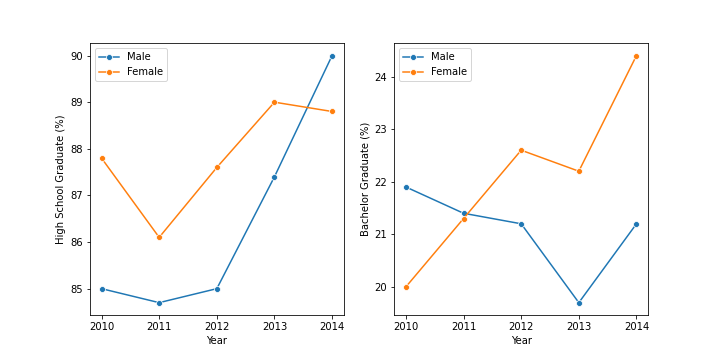 High School Graduate (%)
90
89
88
87
86
85
Male
Female
2010 2011 2012 2013 2014
Year
Bachelor Graduate (%)
24
23
22
21
20
Male
Female
2010 2011 2012 2013 2014
Year